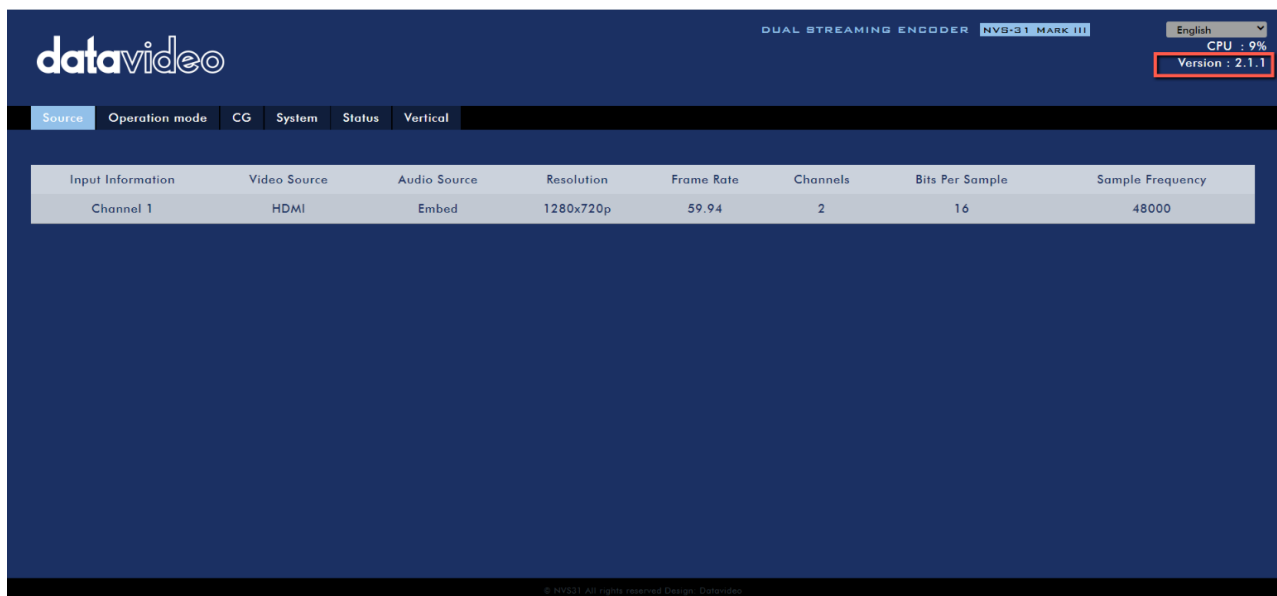 datavideo
DUAL STREAMING ENCODER NVS-31 MARK III
English
CPU : 9%
Version : 2.1.1
Source Operation mode CG System Status Vertical
Input Information Video Source Audio Source Resolution Frame Rate Channels Bits Per Sample Sample Frequency
Channel 1 HDMI Embed 1280x720p 59.94 2 16 48000
© NVS31 All rights reserved Design: Datavideo